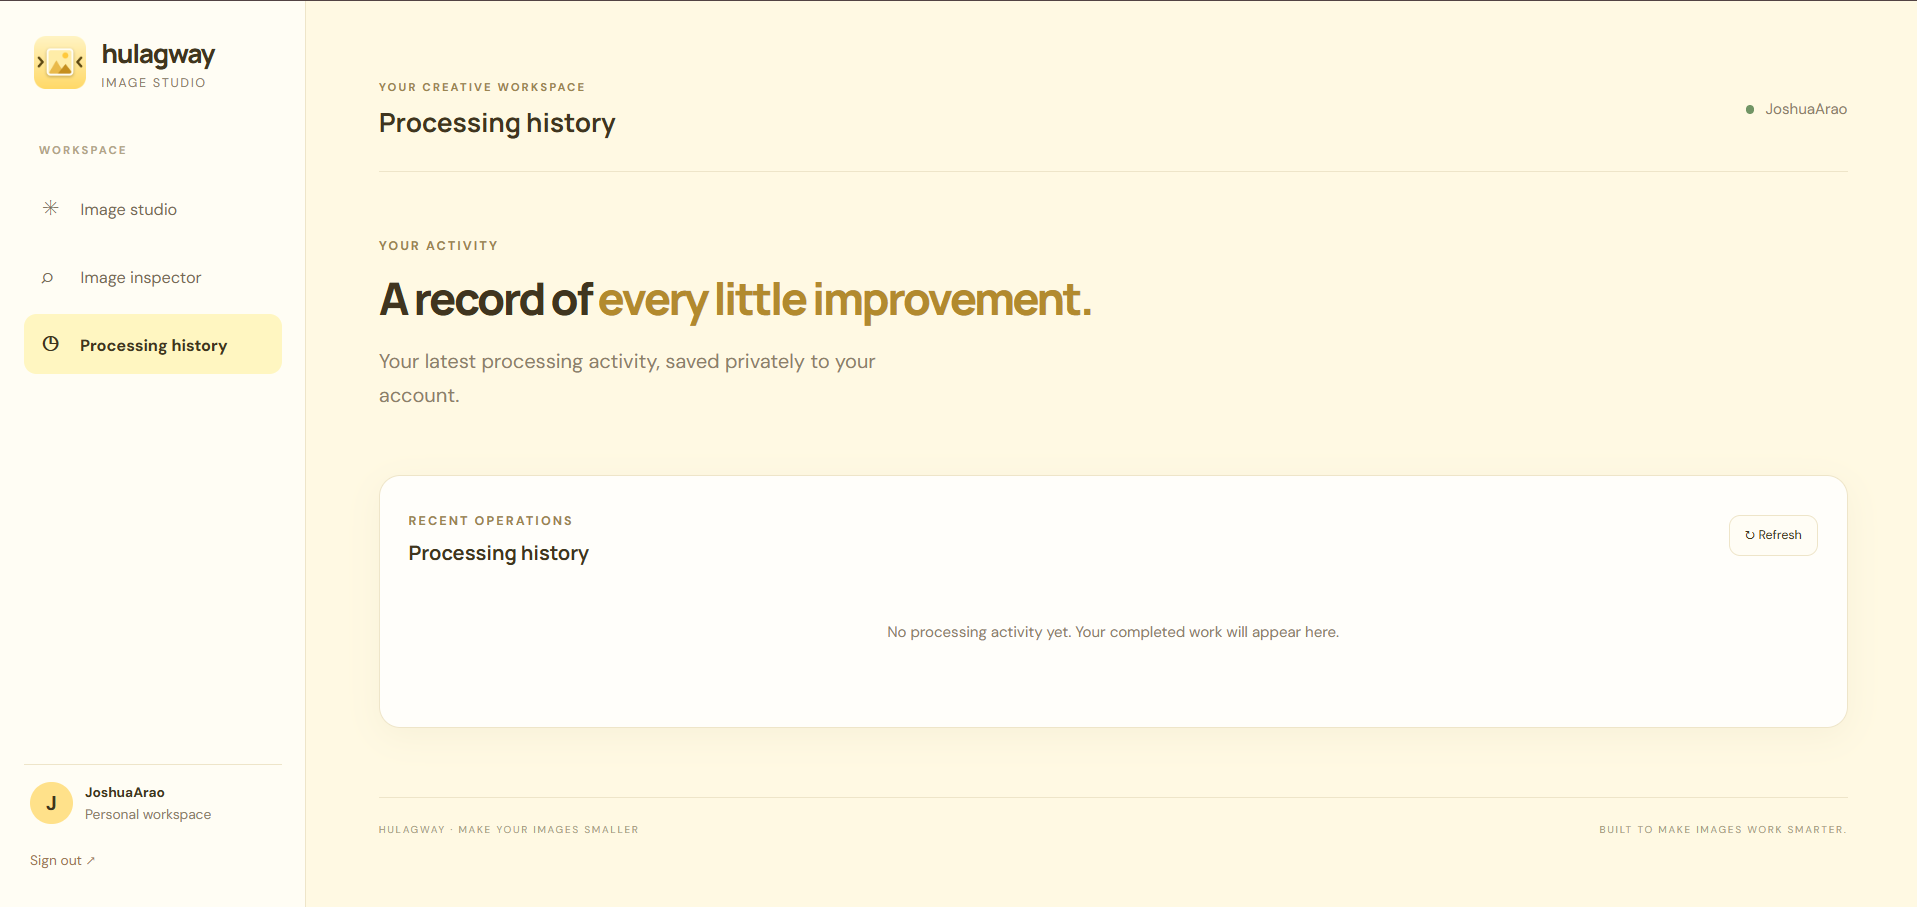 hulagway
IMAGE STUDIO
WORKSPACE
Image studio
Image inspector
Processing history
JoshuaArao
Personal workspace
Sign out ↗
J
YOUR CREATIVE WORKSPACE
Processing history
JoshuaArao
YOUR ACTIVITY
A record of every little improvement.
Your latest processing activity, saved privately to your
account.
RECENT OPERATIONS
Processing history
↻ Refresh
No processing activity yet. Your completed work will appear here.
HULAGWAY · MAKE YOUR IMAGES SMALLER
BUILT TO MAKE IMAGES WORK SMARTER.